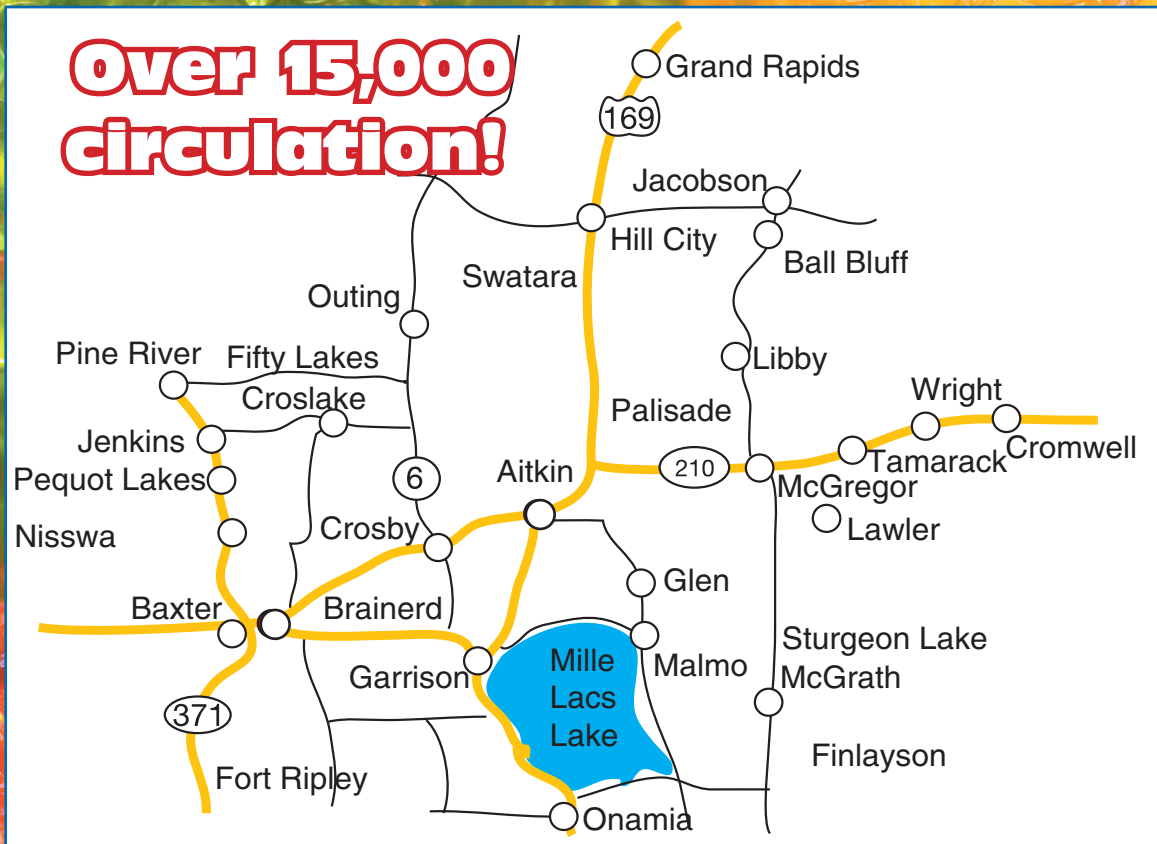 Over 15,000
circulation!
Grand Rapids
169
Jacobson
Hill City
Ball Bluff
Swatara
Outing
Pine River
Fifty Lakes
Libby
Croslake
Palisade
Wright
Jenkins
Cromwell
Tamarack
Pequot Lakes
6
Aitkin
210
McGregor
Nisswa
Crosby
Lawler
Glen
Baxter
Brainerd
Sturgeon Lake
Garrison
Mille
Lacs
Lake
Malmo
McGrath
371
Fort Ripley
Finlayson
Onamia